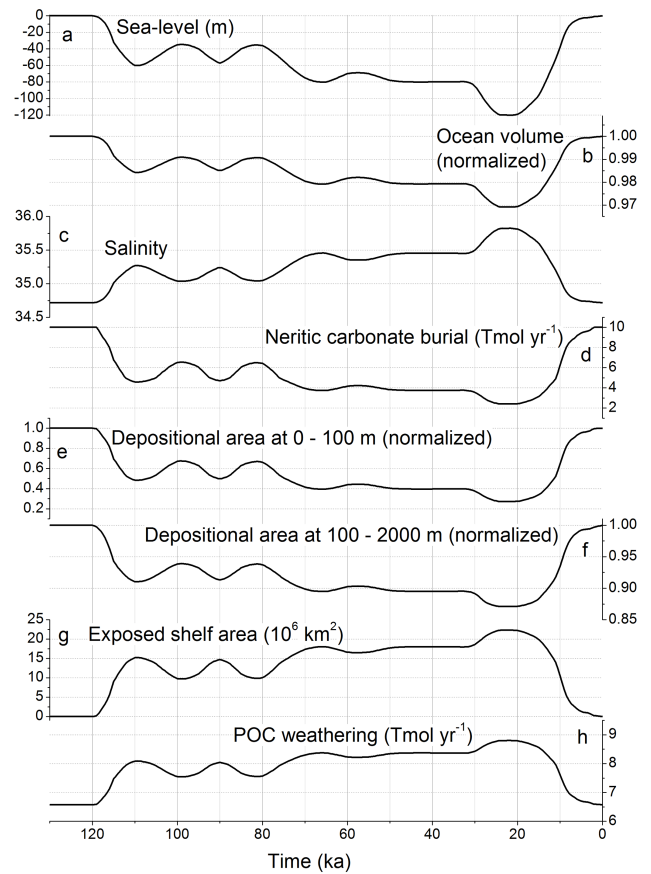 0
-20
-40
-60
-80
-100
-120
a
Sea-level (m)
Ocean volume
(normalized)
b
1.00
0.99
0.98
0.97
36.0
35.5
35.0
34.5
c
Salinity
Neritic carbonate burial (Tmol yr-1)
d
10
8
6
4
2
1.0
0.8
0.6
0.4
0.2
e
Depositional area at 0 - 100 m (normalized)
Depositional area at 100 - 2000 m (normalized)
f
1.00
0.95
0.90
0.85
25
20
15
10
5
0
g
Exposed shelf area (10^6 km^2)
POC weathering (Tmol yr-1)
h
9
8
7
6
120 100 80 60 40 20 0
Time (ka)